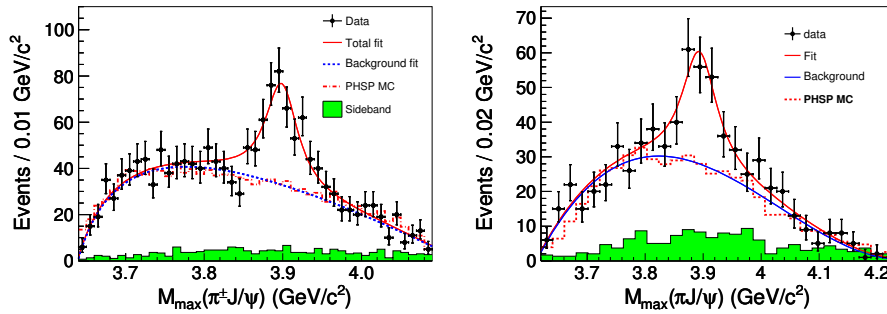 Events / 0.01 GeV/c²
100
80
60
40
20
0
Data
Total fit
Background fit
PHSP MC
Sideband
3.7 3.8 3.9 4.0
M_max(π±J/ψ) (GeV/c²)
Events / 0.02 GeV/c²
70
60
50
40
30
20
10
0
data
Fit
Background
PHSP MC
3.7 3.8 3.9 4 4.1 4.2
M_max(πJ/ψ) (GeV/c²)